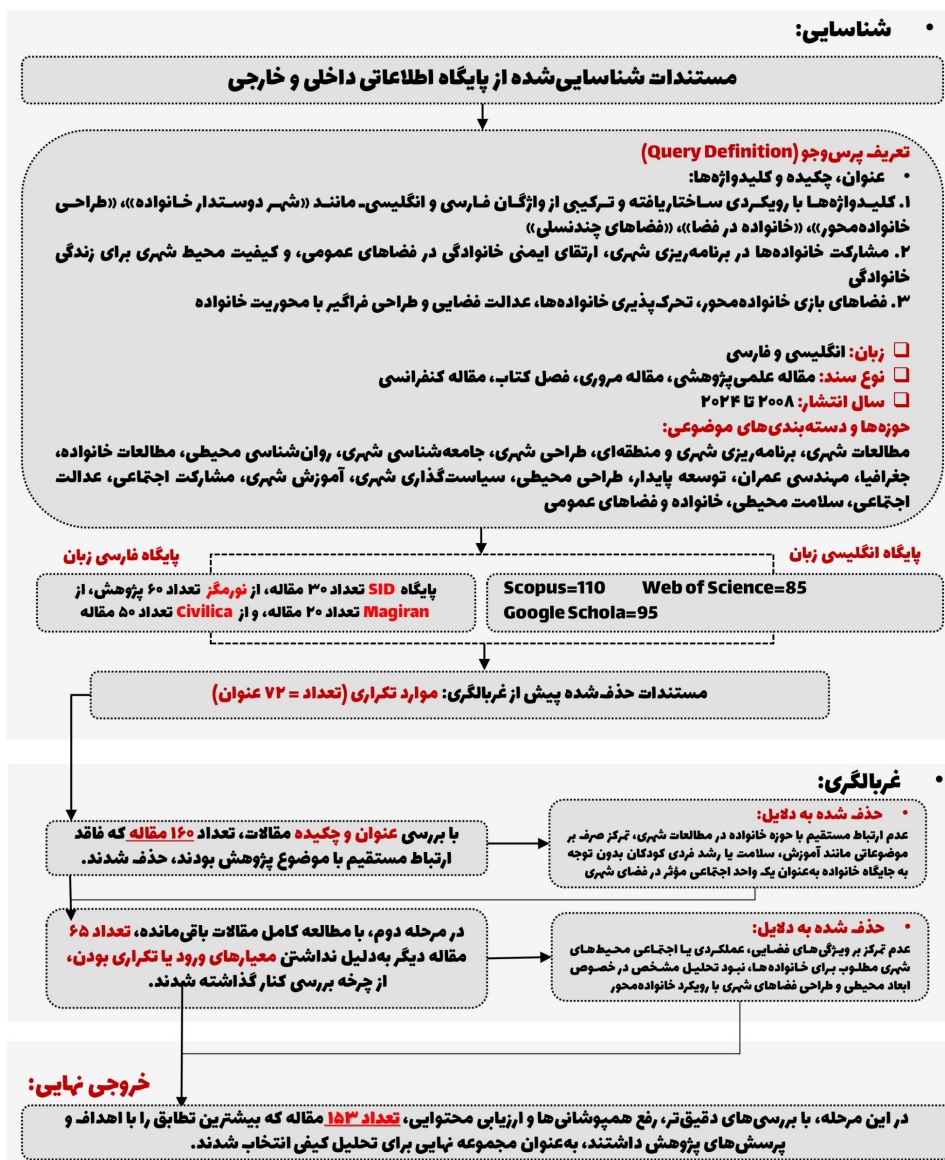 • شناسایی:
مستندات شناسایی‌شده از پایگاه اطلاعاتی داخلی و خارجی
تعریف پرس‌وجو (Query Definition)
• عنوان، چکیده و کلیدواژه‌ها:
۱. کلیدواژه‌ها با رویکردی ساختاریافته و ترکیبی از واژگان فارسی و انگلیسی۔ مانند «شهر دوستدار خانواده»، «طراحی
خانواده‌محور»، «خانواده در فضا»، «فضاهای چندنسلی»
۲. مشارکت خانواده‌ها در برنامه‌ریزی شهری، ارتقای ایمنی خانوادگی در فضاهای عمومی، و کیفیت محیط شهری برای زندگی
خانوادگی
۳. فضاهای بازی خانواده‌محور، تحرک‌پذیری خانواده‌ها، عدالت فضایی و طراحی فراگیر با محوریت خانواده
❑ زبان: انگلیسی و فارسی
❑ نوع سند: مقاله علمی‌پژوهشی، مقاله مروری، فصل کتاب، مقاله کنفرانسی
❑ سال انتشار: ۲۰۰۸ تا ۲۰۲۴
حوزه‌ها و دسته‌بندی‌های موضوعی:
مطالعات شهری، برنامه‌ریزی شهری و منطقه‌ای، طراحی شهری، جامعه‌شناسی شهری، روان‌شناسی محیطی، مطالعات خانواده،
جغرافیا، مهندسی عمران، توسعه پایدار، طراحی محیطی، سیاست‌گذاری شهری، آموزش شهری، مشارکت اجتماعی، عدالت
اجتماعی، سلامت محیطی، خانواده و فضاهای عمومی
پایگاه انگلیسی زبان
Scopus=110 Web of Science=85
Google Schola=95
پایگاه فارسی زبان
پایگاه SID تعداد ۳۰ مقاله، از نورمگز تعداد ۶۰ پژوهش، از
Magiran تعداد ۲۰ مقاله، و از Civilica تعداد ۵۰ مقاله
مستندات حذف‌شده پیش از غربالگری: موارد تکراری (تعداد = ۷۲ عنوان)
• غربالگری:
با بررسی عنوان و چکیده مقالات، تعداد ۱۶۰ مقاله که فاقد
ارتباط مستقیم با موضوع پژوهش بودند، حذف شدند.
• حذف شده به دلایل:
عدم ارتباط مستقیم با حوزه خانواده در مطالعات شهری، تمرکز صرف بر
موضوعاتی مانند آموزش، سلامت یا رشد فردی کودکان بدون توجه
به جایگاه خانواده به‌عنوان یک واحد اجتماعی مؤثر در فضای شهری
در مرحله دوم، با مطالعه کامل مقالات باقی‌مانده، تعداد ۶۵
مقاله دیگر به‌دلیل نداشتن معیارهای ورود یا تکراری بودن،
از چرخه بررسی کنار گذاشته شدند.
• حذف شده به دلایل:
عدم تمرکز بر ویژگی‌های فضایی، عملکردی یا اجتماعی محیط‌های
شهری مطلوب برای خانواده‌ها، نبود تحلیل مشخص در خصوص
ابعاد محیطی و طراحی فضاهای شهری با رویکرد خانواده‌محور
خروجی نهایی:
در این مرحله، با بررسی‌های دقیق‌تر، رفع همپوشانی‌ها و ارزیابی محتوایی، تعداد ۱۵۳ مقاله که بیشترین تطابق را با اهداف و
پرسش‌های پژوهش داشتند، به‌عنوان مجموعه نهایی برای تحلیل کیفی انتخاب شدند.